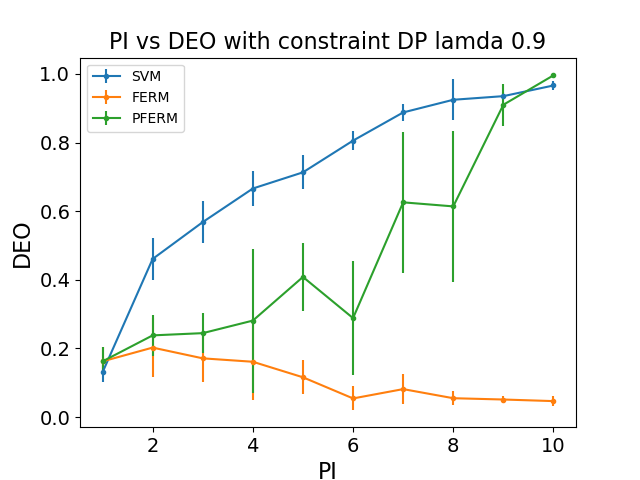 PI vs DEO with constraint DP lamda 0.9
SVM
FERM
PFERM
DEO
1.0
0.8
0.6
0.4
0.2
0.0
2
4
6
8
10
PI